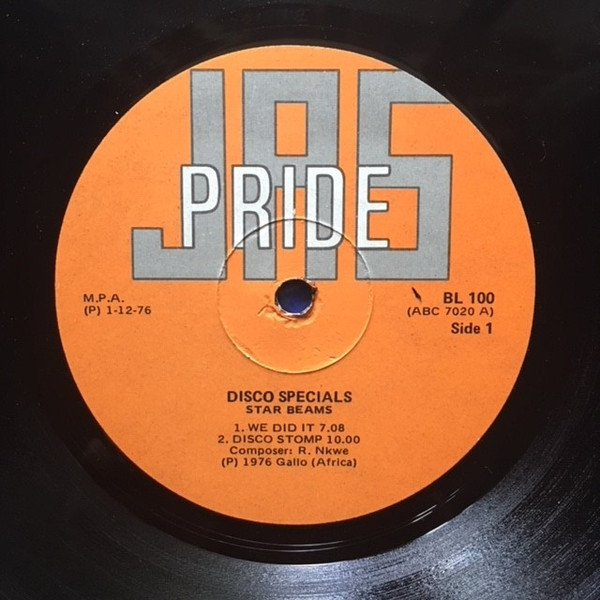 JAS
PRIDE
M.P.A.
(P) 1-12-76
BL 100
(ABC 7020 A)
Side 1
DISCO SPECIALS
STAR BEAMS
1. WE DID IT 7.08
2. DISCO STOMP 10.00
Composer: R. Nkwe
(P) 1976 Gallo (Africa)